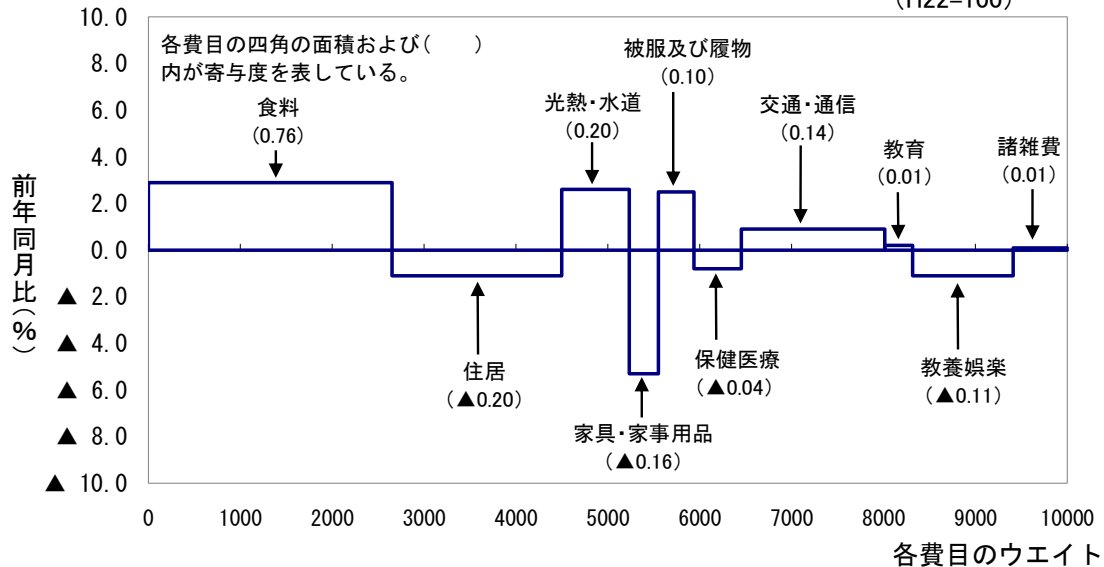 (H22=100)
各費目の四角の面積および(　　)
内が寄与度を表している。
食料
(0.76)
光熱・水道
(0.20)
被服及び履物
(0.10)
交通・通信
(0.14)
教育
(0.01)
諸雑費
(0.01)
住居
(▲0.20)
家具・家事用品
(▲0.16)
保健医療
(▲0.04)
教養娯楽
(▲0.11)
前年同月比(%)
10.0
8.0
6.0
4.0
2.0
0.0
▲ 2.0
▲ 4.0
▲ 6.0
▲ 8.0
▲ 10.0
0 1000 2000 3000 4000 5000 6000 7000 8000 9000 10000
各費目のウエイト